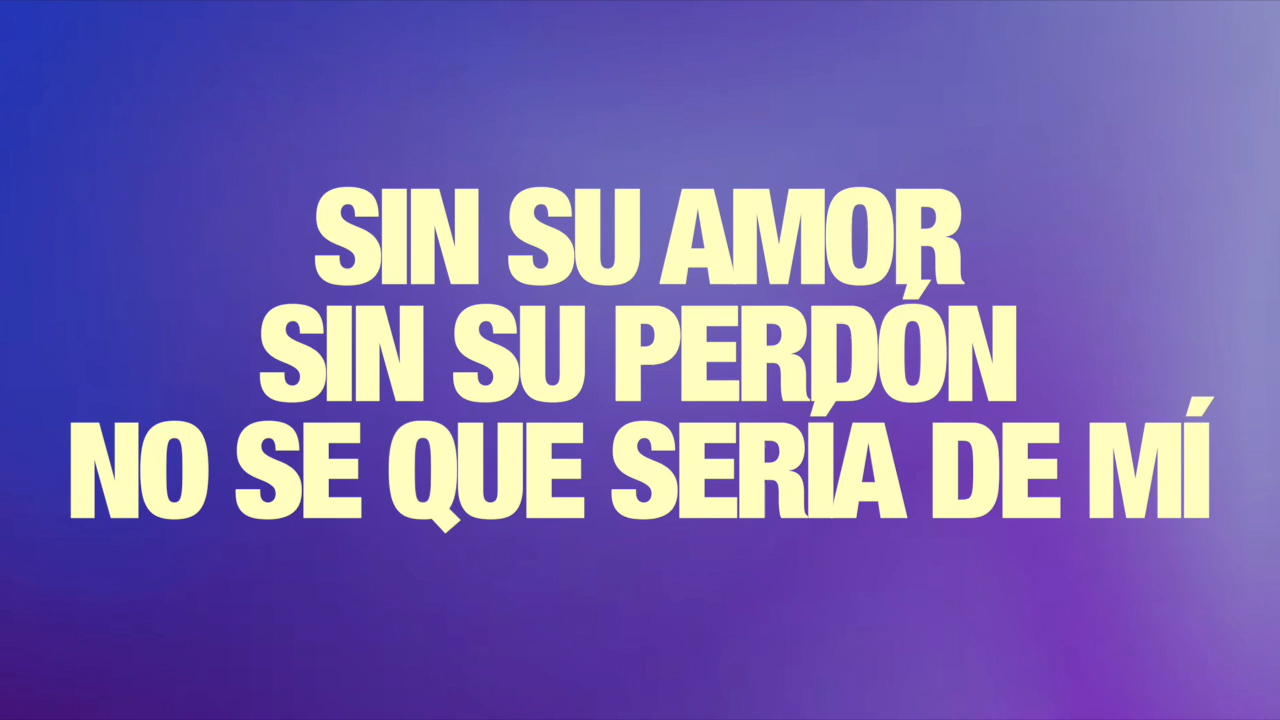 SIN SU AMOR
SIN SU PERDÓN
NO SE QUE SERÍA DE MÍ